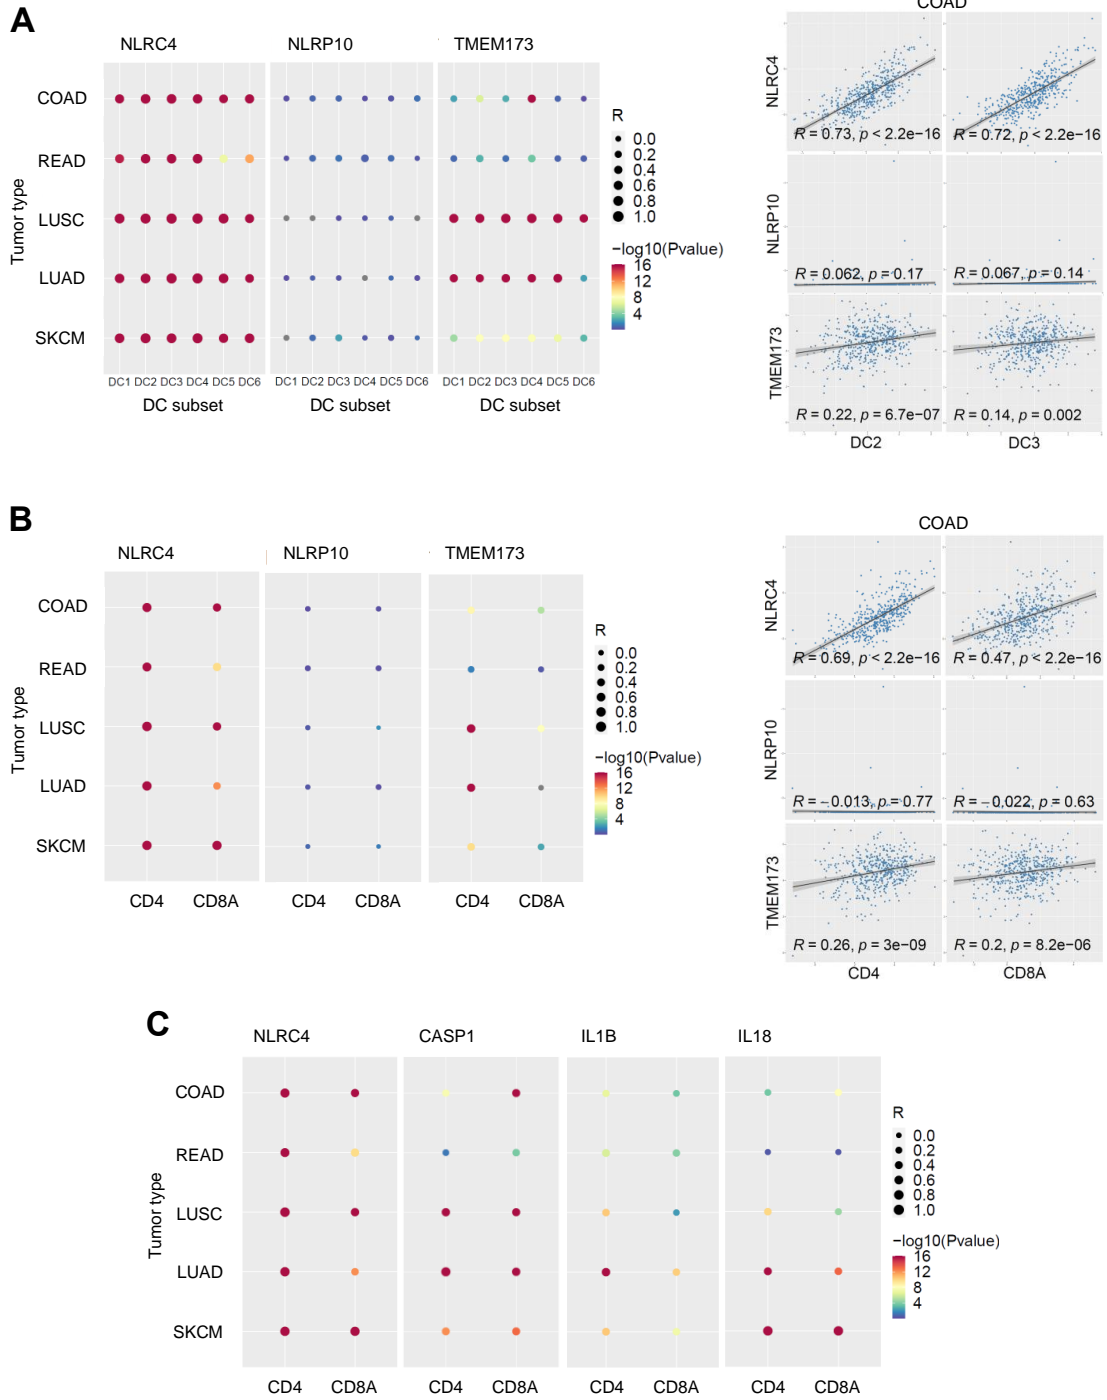 A
NLRC4
NLRP10
TMEM173
Tumor type
COAD
READ
LUSC
LUAD
SKCM
DC1 DC2 DC3 DC4 DC5 DC6
DC1 DC2 DC3 DC4 DC5 DC6
DC1 DC2 DC3 DC4 DC5 DC6
DC subset
DC subset
DC subset
R
0.0
0.2
0.4
0.6
0.8
1.0
−log10(Pvalue)
16
12
8
4
COAD
NLRC4
R = 0.73, p < 2.2e−16
R = 0.72, p < 2.2e−16
NLRP10
R = 0.062, p = 0.17
R = 0.067, p = 0.14
TMEM173
R = 0.22, p = 6.7e−07
R = 0.14, p = 0.002
DC2
DC3
B
NLRC4
NLRP10
TMEM173
Tumor type
COAD
READ
LUSC
LUAD
SKCM
CD4
CD8A
CD4
CD8A
CD4
CD8A
R
0.0
0.2
0.4
0.6
0.8
1.0
−log10(Pvalue)
16
12
8
4
COAD
NLRC4
R = 0.69, p < 2.2e−16
R = 0.47, p < 2.2e−16
NLRP10
R = −0.013, p = 0.77
R = −0.022, p = 0.63
TMEM173
R = 0.26, p = 3e−09
R = 0.2, p = 8.2e−06
CD4
CD8A
C
NLRC4
CASP1
IL1B
IL18
Tumor type
COAD
READ
LUSC
LUAD
SKCM
CD4
CD8A
CD4
CD8A
CD4
CD8A
CD4
CD8A
R
0.0
0.2
0.4
0.6
0.8
1.0
−log10(Pvalue)
16
12
8
4